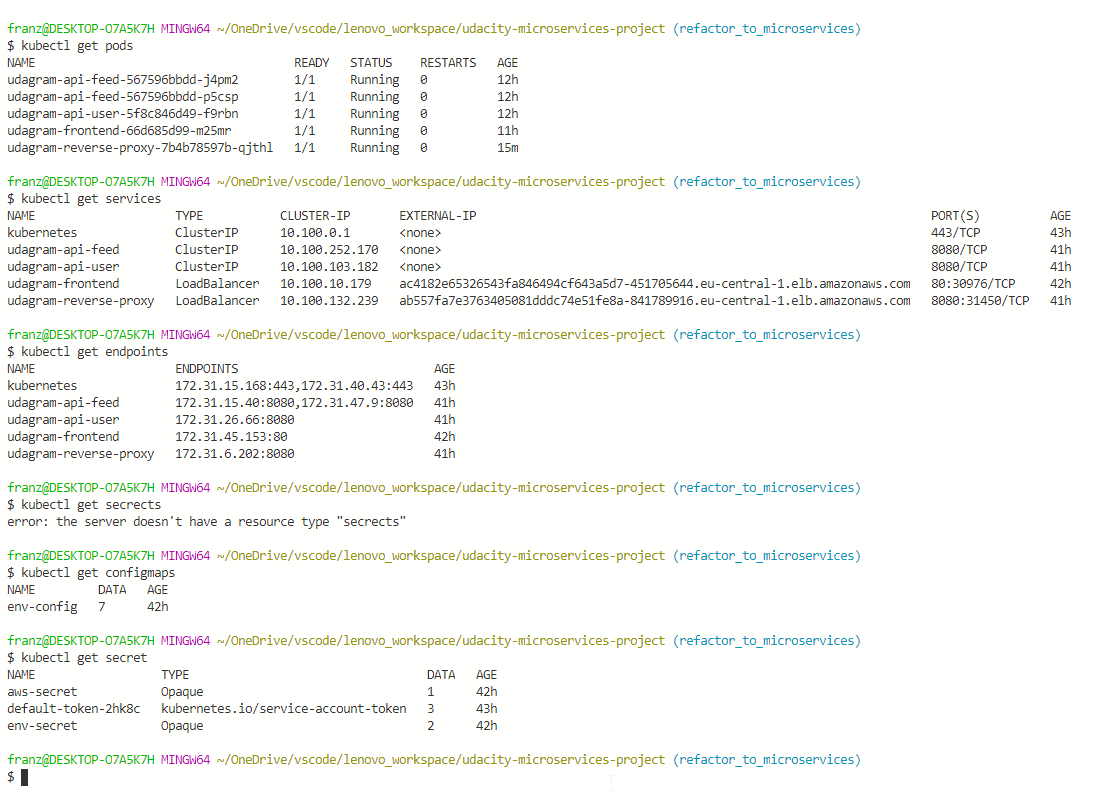 franz@DESKTOP-O7A5K7H MINGW64 ~/OneDrive/vscode/lenovo_workspace/udacity-microservices-project (refactor_to_microservices)
$ kubectl get pods
NAME READY STATUS RESTARTS AGE
udagram-api-feed-567596bbdd-j4pm2 1/1 Running 0 12h
udagram-api-feed-567596bbdd-p5csp 1/1 Running 0 12h
udagram-api-user-5f8c846d49-f9rbn 1/1 Running 0 12h
udagram-frontend-66d685d99-m25mr 1/1 Running 0 11h
udagram-reverse-proxy-7b4b78597b-qjthl 1/1 Running 0 15m
franz@DESKTOP-O7A5K7H MINGW64 ~/OneDrive/vscode/lenovo_workspace/udacity-microservices-project (refactor_to_microservices)
$ kubectl get services
NAME TYPE CLUSTER-IP EXTERNAL-IP PORT(S) AGE
kubernetes ClusterIP 10.100.0.1 <none> 443/TCP 43h
udagram-api-feed ClusterIP 10.100.252.170 <none> 8080/TCP 41h
udagram-api-user ClusterIP 10.100.103.182 <none> 8080/TCP 41h
udagram-frontend LoadBalancer 10.100.10.179 ac4182e65326543fa846494cf643a5d7-451705644.eu-central-1.elb.amazonaws.com 80:30976/TCP 42h
udagram-reverse-proxy LoadBalancer 10.100.132.239 ab557fa7e3763405081dddc74e51fe8a-841789916.eu-central-1.elb.amazonaws.com 8080:31450/TCP 41h
franz@DESKTOP-O7A5K7H MINGW64 ~/OneDrive/vscode/lenovo_workspace/udacity-microservices-project (refactor_to_microservices)
$ kubectl get endpoints
NAME ENDPOINTS AGE
kubernetes 172.31.15.168:443,172.31.40.43:443 43h
udagram-api-feed 172.31.15.40:8080,172.31.47.9:8080 41h
udagram-api-user 172.31.26.66:8080 41h
udagram-frontend 172.31.45.153:80 42h
udagram-reverse-proxy 172.31.6.202:8080 41h
franz@DESKTOP-O7A5K7H MINGW64 ~/OneDrive/vscode/lenovo_workspace/udacity-microservices-project (refactor_to_microservices)
$ kubectl get secrects
error: the server doesn't have a resource type "secrects"
franz@DESKTOP-O7A5K7H MINGW64 ~/OneDrive/vscode/lenovo_workspace/udacity-microservices-project (refactor_to_microservices)
$ kubectl get configmaps
NAME DATA AGE
env-config 7 42h
franz@DESKTOP-O7A5K7H MINGW64 ~/OneDrive/vscode/lenovo_workspace/udacity-microservices-project (refactor_to_microservices)
$ kubectl get secret
NAME TYPE DATA AGE
aws-secret Opaque 1 42h
default-token-2hk8c kubernetes.io/service-account-token 3 43h
env-secret Opaque 2 42h
franz@DESKTOP-O7A5K7H MINGW64 ~/OneDrive/vscode/lenovo_workspace/udacity-microservices-project (refactor_to_microservices)
$